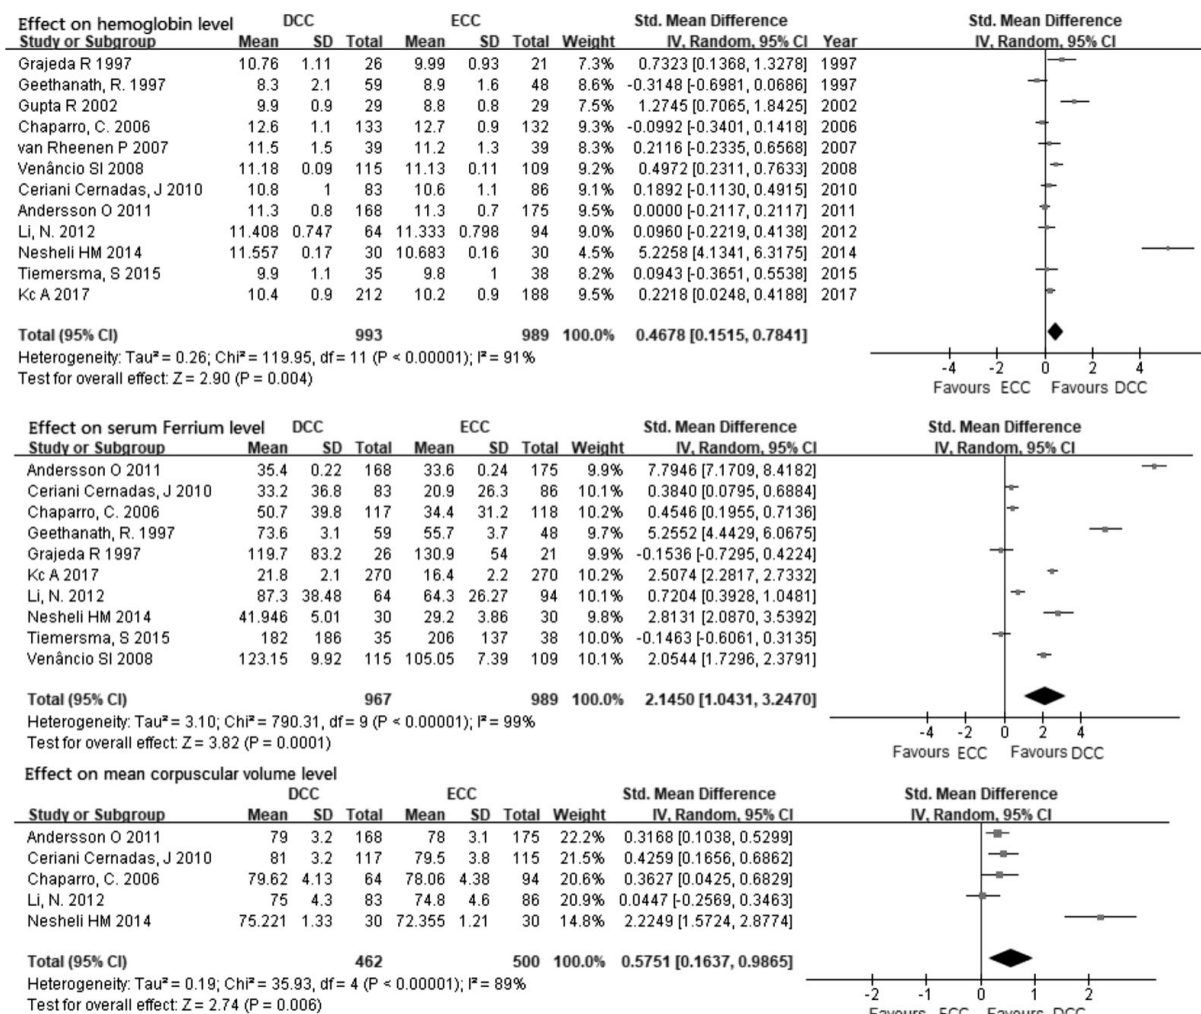 Effect on hemoglobin level DCC ECC Std. Mean Difference Std. Mean Difference
Study or Subgroup Mean SD Total Mean SD Total Weight IV, Random, 95% CI Year IV, Random, 95% CI
Grajeda R 1997 10.76 1.11 26 9.99 0.93 21 7.3% 0.7323 [0.1368, 1.3278] 1997
Geethanath, R. 1997 8.3 2.1 59 8.9 1.6 48 8.6% -0.3148 [-0.6981, 0.0686] 1997
Gupta R 2002 9.9 0.9 29 8.8 0.8 29 7.5% 1.2745 [0.7065, 1.8425] 2002
Chaparro, C. 2006 12.6 1.1 133 12.7 0.9 132 9.3% -0.0992 [-0.3401, 0.1418] 2006
van Rheenen P 2007 11.5 1.5 39 11.2 1.3 39 8.2% 0.2116 [-0.2335, 0.6568] 2007
Venâncio SI 2008 11.18 0.09 115 11.13 0.11 109 9.2% 0.4972 [0.2311, 0.7633] 2008
Ceriani Cernadas, J 2010 10.8 1 83 10.6 1.1 86 9.1% 0.1892 [-0.1130, 0.4915] 2010
Andersson O 2011 11.3 0.8 168 11.3 0.7 175 9.5% 0.0000 [-0.2117, 0.2117] 2011
Li, N. 2012 11.408 0.747 64 11.333 0.798 94 9.0% 0.0960 [-0.2219, 0.4138] 2012
Nesheli HM 2014 11.557 0.17 30 10.683 0.16 30 4.5% 5.2258 [4.1341, 6.3175] 2014
Tiemersma, S 2015 9.9 1.1 35 9.8 1 38 8.2% 0.0943 [-0.3651, 0.5538] 2015
Kc A 2017 10.4 0.9 212 10.2 0.9 188 9.5% 0.2218 [0.0248, 0.4188] 2017
Total (95% CI) 993 989 100.0% 0.4678 [0.1515, 0.7841]
Heterogeneity: Tau² = 0.26; Chi² = 119.95, df = 11 (P < 0.00001); I² = 91%
Test for overall effect: Z = 2.90 (P = 0.004)
-4 -2 0 2 4
Favours ECC Favours DCC
Effect on serum Ferrium level DCC ECC Std. Mean Difference Std. Mean Difference
Study or Subgroup Mean SD Total Mean SD Total Weight IV, Random, 95% CI IV, Random, 95% CI
Andersson O 2011 35.4 0.22 168 33.6 0.24 175 9.9% 7.7946 [7.1709, 8.4182]
Ceriani Cernadas, J 2010 33.2 36.8 83 20.9 26.3 86 10.1% 0.3840 [0.0795, 0.6884]
Chaparro, C. 2006 50.7 39.8 117 34.4 31.2 118 10.1% 0.4546 [0.1955, 0.7136]
Geethanath, R. 1997 73.6 3.1 59 55.7 3.7 48 9.7% 5.2552 [4.4429, 6.0675]
Grajeda R 1997 119.7 83.2 26 130.9 54 21 9.9% -0.1536 [-0.7295, 0.4224]
Kc A 2017 21.8 2.1 270 16.4 2.2 270 10.2% 2.5074 [2.2817, 2.7332]
Li, N. 2012 87.3 38.48 64 64.3 26.27 94 10.1% 0.7204 [0.3928, 1.0481]
Nesheli HM 2014 41.946 5.01 30 29.2 3.86 30 9.8% 2.8131 [2.0870, 3.5392]
Tiemersma, S 2015 182 186 35 206 137 38 10.0% -0.1463 [-0.6061, 0.3135]
Venâncio SI 2008 123.15 9.92 115 105.05 7.39 109 10.1% 2.0544 [1.7296, 2.3791]
Total (95% CI) 967 989 100.0% 2.1450 [1.0431, 3.2470]
Heterogeneity: Tau² = 3.10; Chi² = 790.31, df = 9 (P < 0.00001); I² = 99%
Test for overall effect: Z = 3.82 (P = 0.0001)
-4 -2 0 2 4
Favours ECC Favours DCC
Effect on mean corpuscular volume level
DCC ECC Std. Mean Difference Std. Mean Difference
Study or Subgroup Mean SD Total Mean SD Total Weight IV, Random, 95% CI IV, Random, 95% CI
Andersson O 2011 79 3.2 168 78 3.1 175 22.2% 0.3168 [0.1038, 0.5299]
Ceriani Cernadas, J 2010 81 3.2 117 79.5 3.8 115 21.5% 0.4259 [0.1656, 0.6862]
Chaparro, C. 2006 79.62 4.13 64 78.06 4.38 94 20.6% 0.3627 [0.0425, 0.6829]
Li, N. 2012 75 4.3 83 74.8 4.6 86 20.9% 0.0447 [-0.2569, 0.3463]
Nesheli HM 2014 75.221 1.33 30 72.355 1.21 30 14.8% 2.2249 [1.5724, 2.8774]
Total (95% CI) 462 500 100.0% 0.5751 [0.1637, 0.9865]
Heterogeneity: Tau² = 0.19; Chi² = 35.93, df = 4 (P < 0.00001); I² = 89%
Test for overall effect: Z = 2.74 (P = 0.006)
-2 -1 0 1 2
Favours ECC Favours DCC